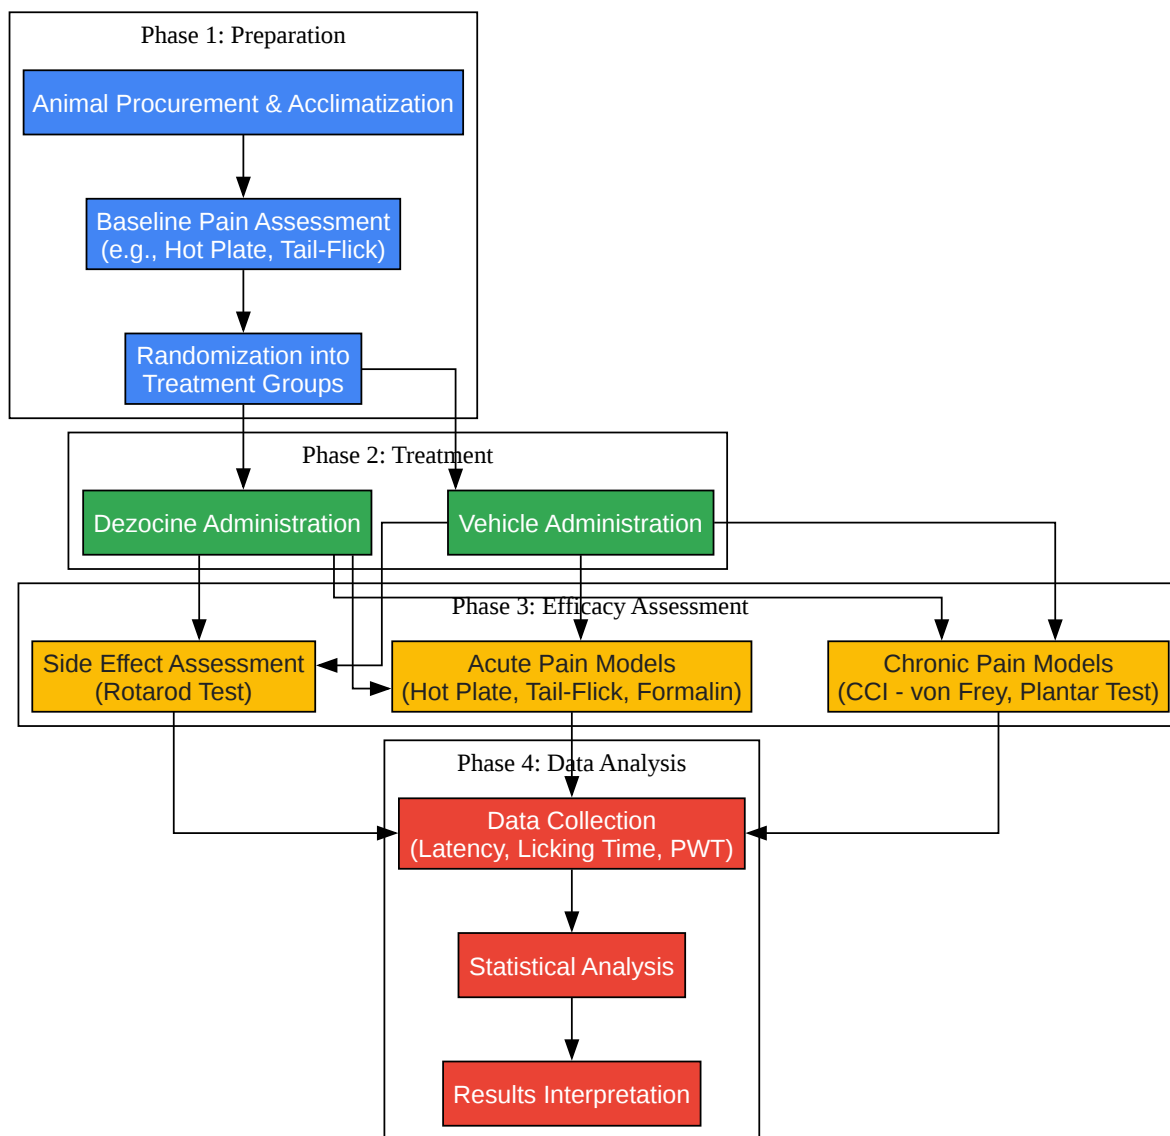 Phase 1: Preparation
Animal Procurement & Acclimatization
Baseline Pain Assessment
(e.g., Hot Plate, Tail-Flick)
Randomization into
Treatment Groups
Phase 2: Treatment
Dezocine Administration
Vehicle Administration
Phase 3: Efficacy Assessment
Side Effect Assessment
(Rotarod Test)
Acute Pain Models
(Hot Plate, Tail-Flick, Formalin)
Chronic Pain Models
(CCI - von Frey, Plantar Test)
Phase 4: Data Analysis
Data Collection
(Latency, Licking Time, PWT)
Statistical Analysis
Results Interpretation